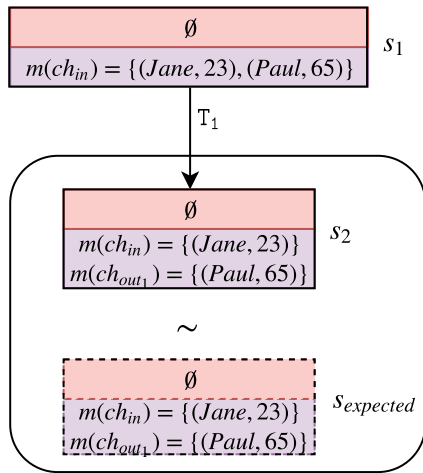 ∅
m(ch_in) = {(Jane, 23), (Paul, 65)}
s_1
T_1
∅
m(ch_in) = {(Jane, 23)}
m(ch_out_1) = {(Paul, 65)}
s_2
~
∅
m(ch_in) = {(Jane, 23)}
m(ch_out_1) = {(Paul, 65)}
s_expected